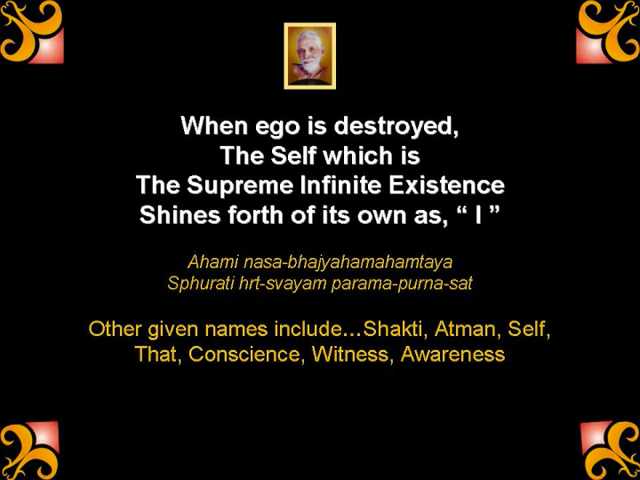 When ego is destroyed,
The Self which is
The Supreme Infinite Existence
Shines forth of its own as, “ I ”
Ahami nasa-bhajyahamahamtaya
Sphurati hrt-svayam parama-purna-sat
Other given names include…Shakti, Atman, Self,
That, Conscience, Witness, Awareness